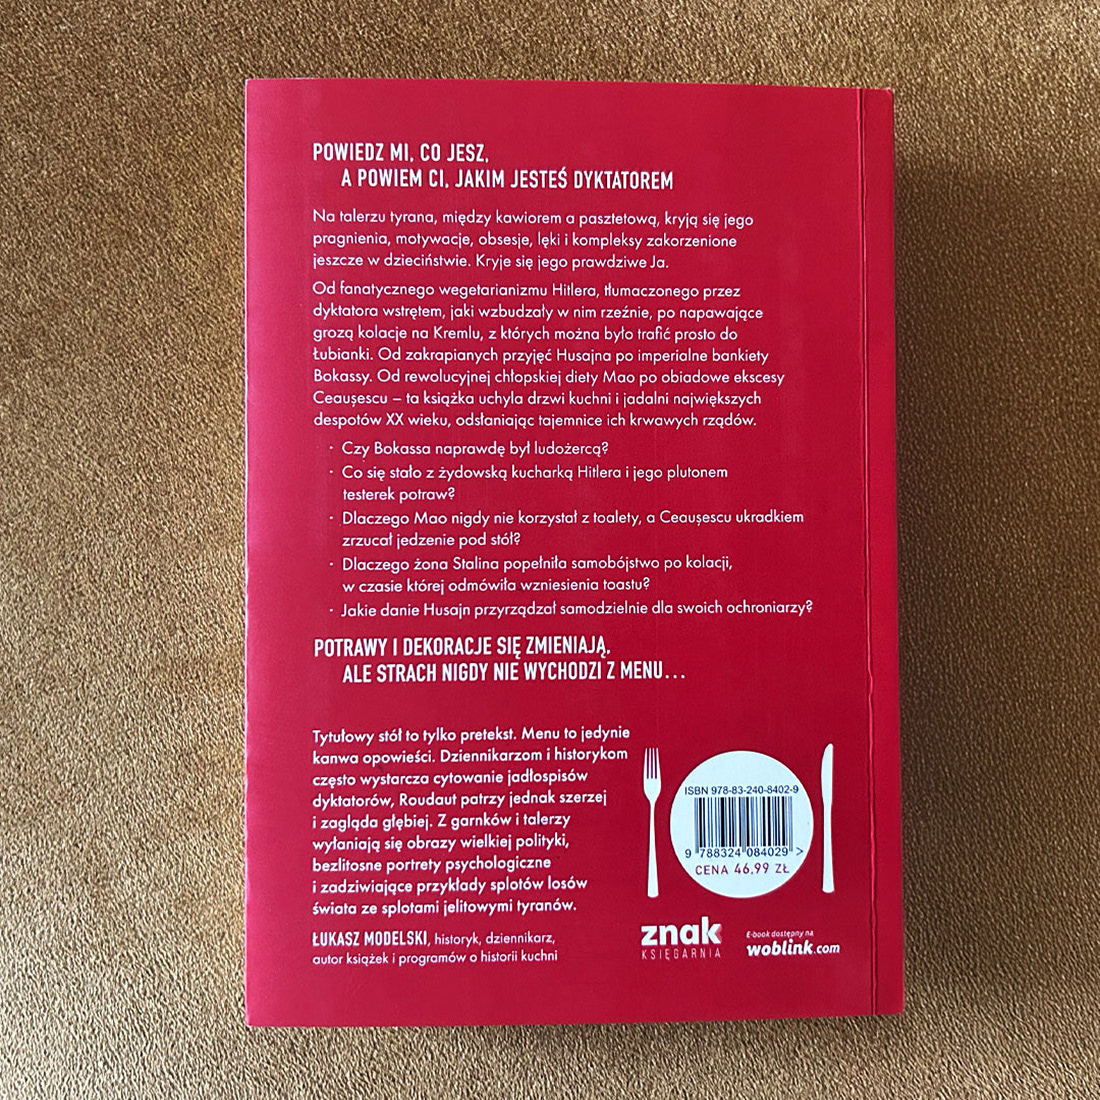 POWIEDZ MI, CO JESZ,
A POWIEM CI, JAKIM JESTEŚ DYKTATOREM
Na talerzu tyrana, między kawiorem a pasztetową, kryją się jego
pragnienia, motywacje, obsesje, lęki i kompleksy zakorzenione
jeszcze w dzieciństwie. Kryje się jego prawdziwe Ja.
Od fanatycznego wegetarianizmu Hitlera, tłumaczonego przez
dyktatora wstrętem, jaki wzbudzały w nim rzeźnie, po napawające
grozą kolacje na Kremlu, z których można było trafić prosto do
Łubianki. Od zakrapianych przyjęć Husajna po imperialne bankiety
Bokassy. Od rewolucyjnej chłopskiej diety Mao po obiadowe ekscesy
Ceaușescu – ta książka uchyla drzwi kuchni i jadalni największych
despotów XX wieku, odsłaniając tajemnice ich krwawych rządów.
· Czy Bokassa naprawdę był ludożercą?
· Co się stało z żydowską kucharką Hitlera i jego plutonem
testerek potraw?
· Dlaczego Mao nigdy nie korzystał z toalety, a Ceaușescu ukradkiem
zrzucał jedzenie pod stół?
· Dlaczego żona Stalina popełniła samobójstwo po kolacji,
w czasie której odmówiła wzniesienia toastu?
· Jakie danie Husajn przyrządzał samodzielnie dla swoich ochroniarzy?
POTRAWY I DEKORACJE SIĘ ZMIENIAJĄ,
ALE STRACH NIGDY NIE WYCHODZI Z MENU...
Tytułowy stół to tylko pretekst. Menu to jedynie
kanwa opowieści. Dziennikarzom i historykom
często wystarcza cytowanie jadłospisów
dyktatorów, Roudaut patrzy jednak szerzej
i zagląda głębiej. Z garnków i talerzy
wyłaniają się obrazy wielkiej polityki,
bezlitosne portrety psychologiczne
i zadziwiające przykłady splotów losów
świata ze splotami jelitowymi tyranów.
ŁUKASZ MODELSKI, historyk, dziennikarz,
autor książek i programów o historii kuchni
ISBN 978-83-240-8402-9
9 788324 084029 >
CENA 46,99 ZŁ
znak
KSIĘGARNIA
E-book dostępny na
woblink.com